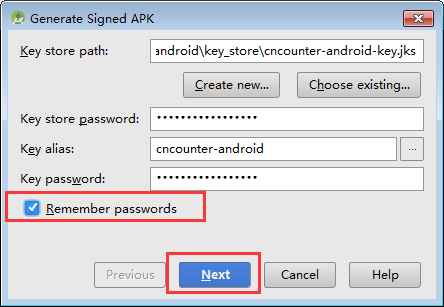 Generate Signed APK
Key store path:
android\key_store\cncounter-android-key.jks
Create new...
Choose existing...
Key store password:
••••••••••••••••
Key alias:
cncounter-android
...
Key password:
••••••••••••••••
Remember passwords
Previous
Next
Cancel
Help